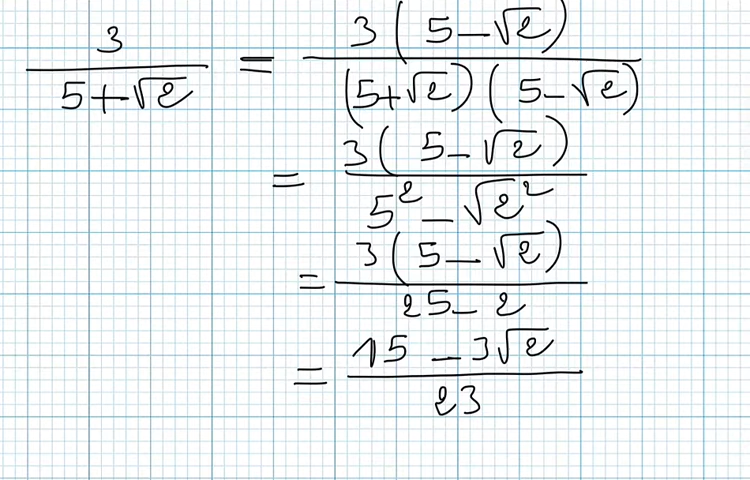 3/(5+√2) = 3(5-√2)/((5+√2)(5-√2))
= 3(5-√2)/(5² - √2²)
= 3(5-√2)/(25-2)
= (15-3√2)/23